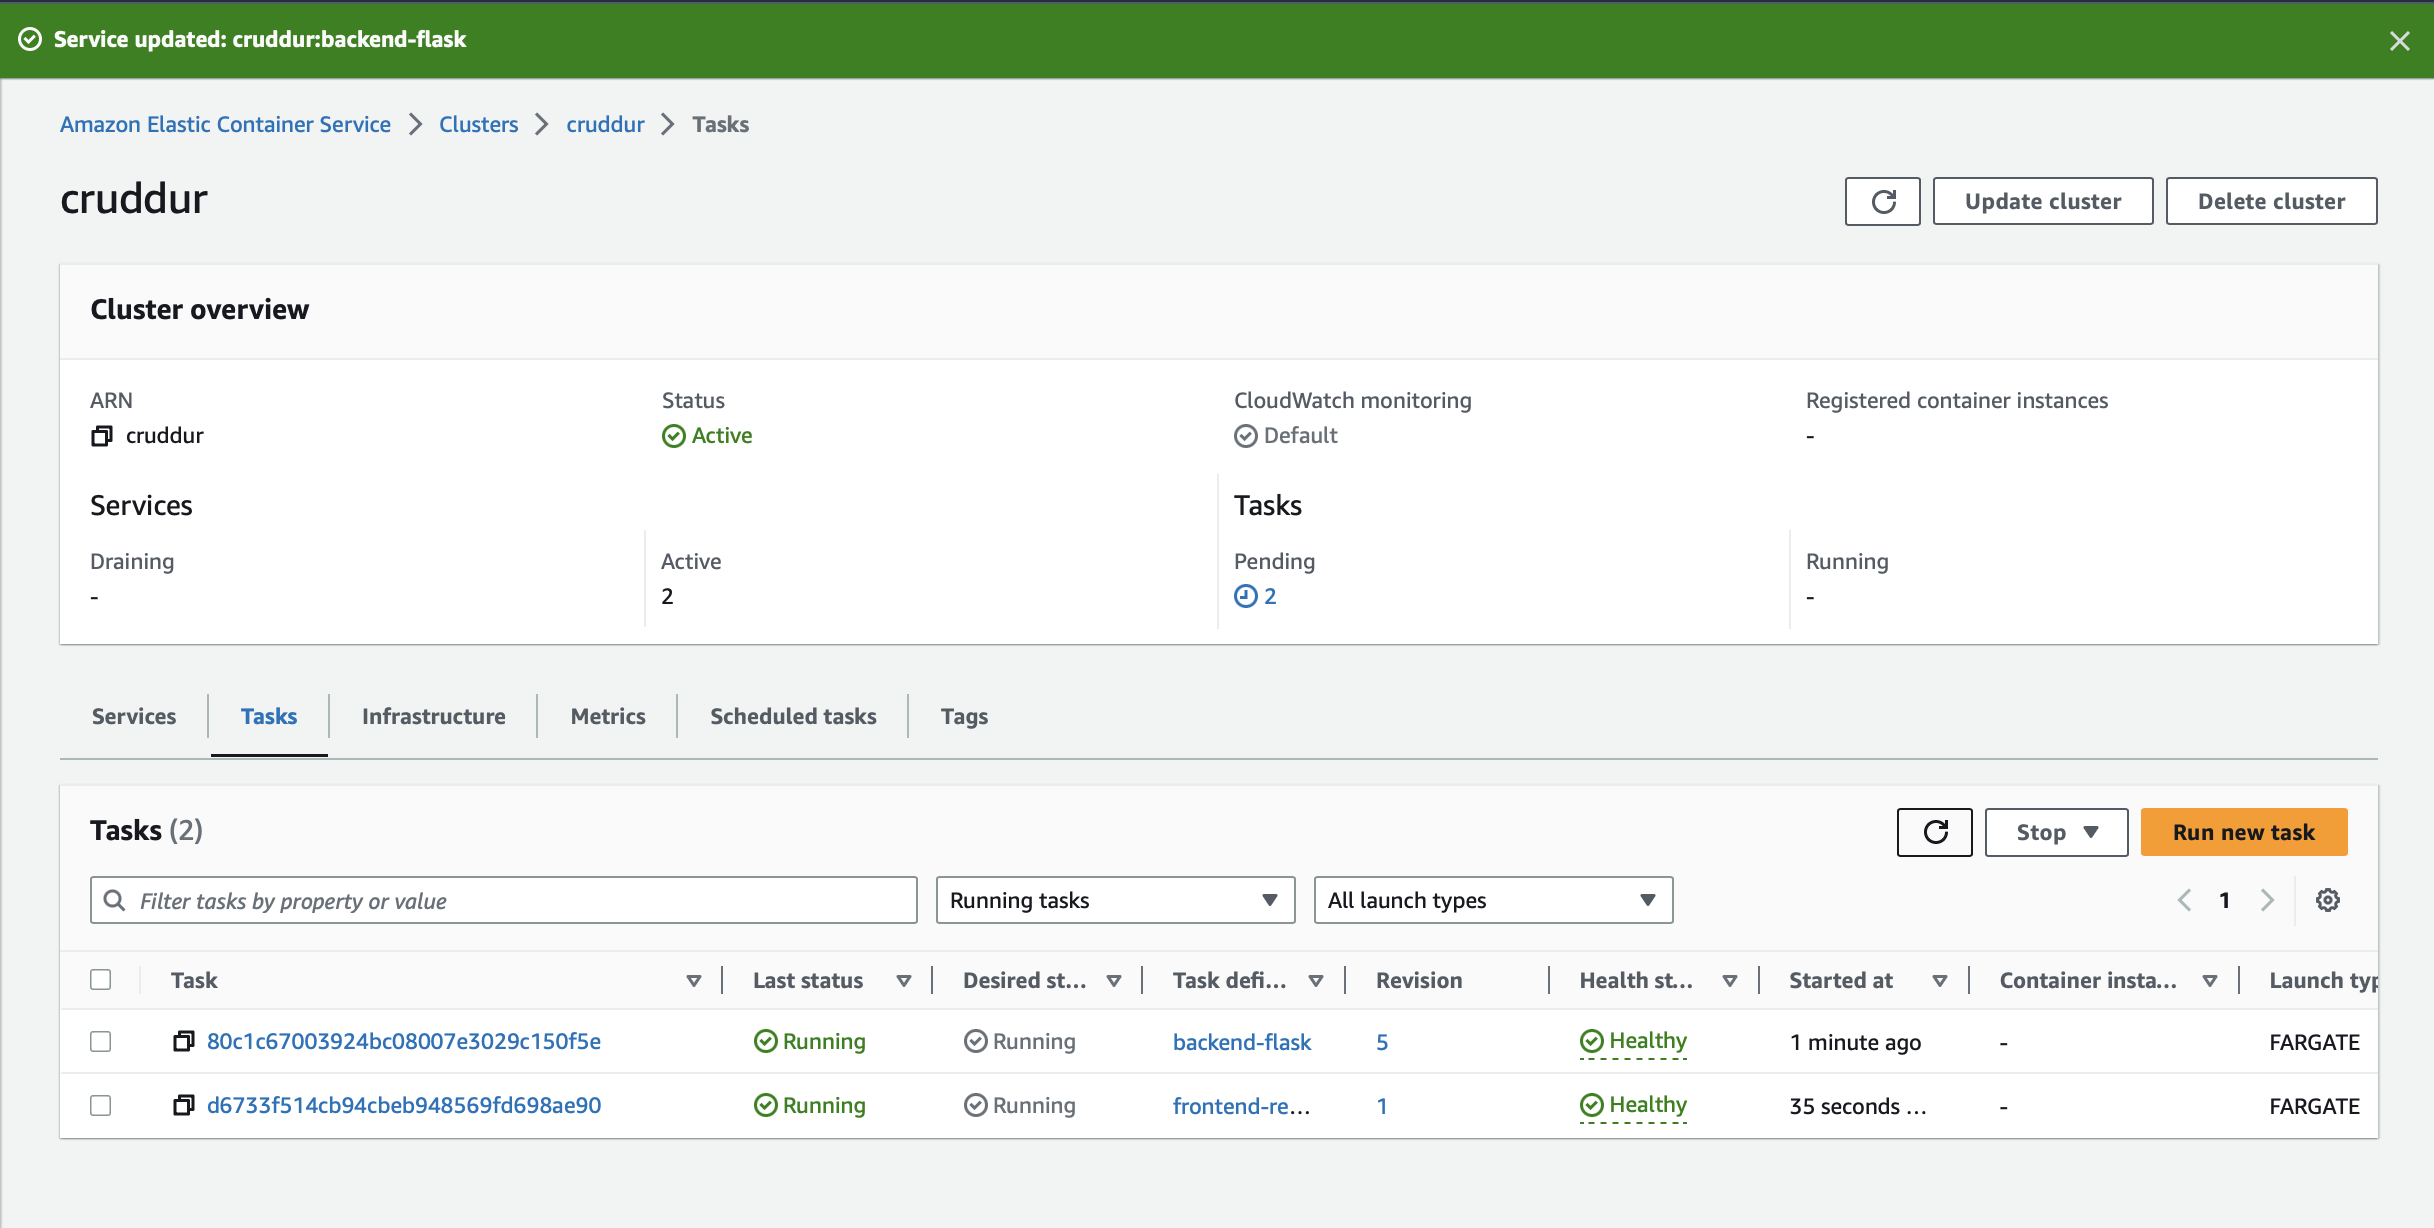 Service updated: cruddur:backend-flask
Amazon Elastic Container Service > Clusters > cruddur > Tasks
cruddur
Update cluster
Delete cluster
Cluster overview
ARN
cruddur
Status
Active
CloudWatch monitoring
Default
Registered container instances
-
Services
Tasks
Draining
-
Active
2
Pending
2
Running
-
Services
Tasks
Infrastructure
Metrics
Scheduled tasks
Tags
Tasks (2)
Stop
Run new task
Filter tasks by property or value
Running tasks
All launch types
1
Task Last status Desired st... Task defi... Revision Health st... Started at Container insta... Launch typ
80c1c67003924bc08007e3029c150f5e Running Running backend-flask 5 Healthy 1 minute ago - FARGATE
d6733f514cb94cbeb948569fd698ae90 Running Running frontend-re... 1 Healthy 35 seconds ... - FARGATE